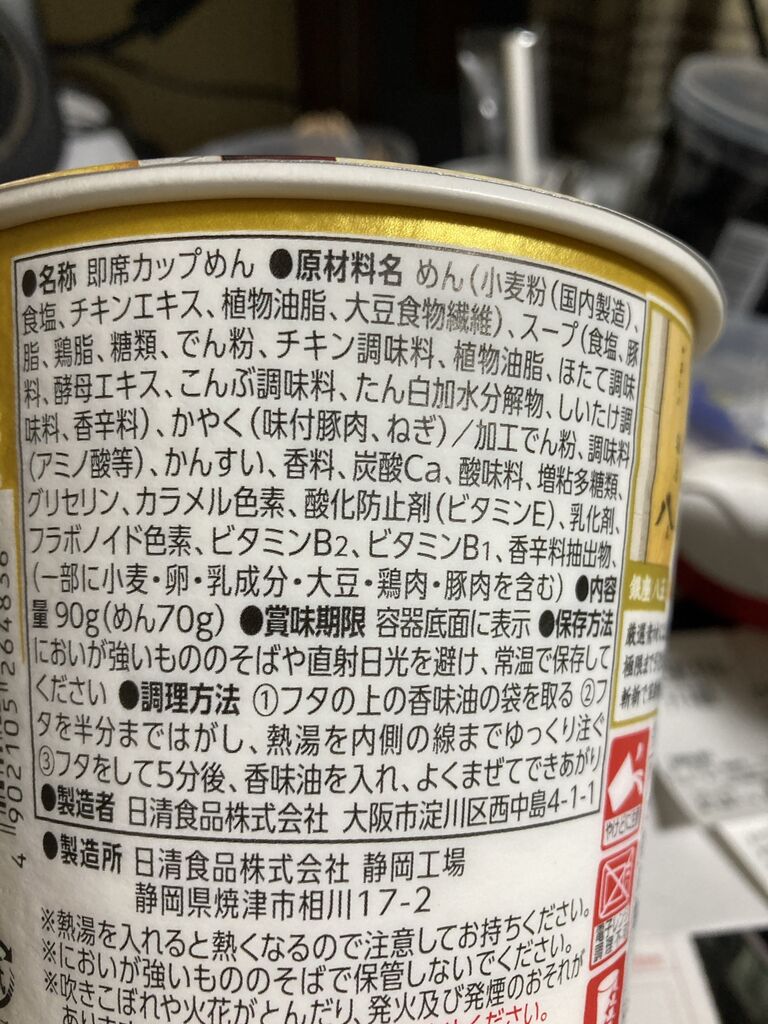 ●名称 即席カップめん ●原材料名 めん(小麦粉(国内製造)、
食塩、チキンエキス、植物油脂、大豆食物繊維)、スープ(食塩、豚
脂、鶏脂、糖類、でん粉、チキン調味料、植物油脂、ほたて調味
料、酵母エキス、こんぶ調味料、たん白加水分解物、しいたけ調
味料、香辛料)、かやく(味付豚肉、ねぎ)/加工でん粉、調味料
(アミノ酸等)、かんすい、香料、炭酸Ca、酸味料、増粘多糖類、
グリセリン、カラメル色素、酸化防止剤(ビタミンE)、乳化剤、
フラボノイド色素、ビタミンB2、ビタミンB1、香辛料抽出物、
(一部に小麦・卵・乳成分・大豆・鶏肉・豚肉を含む) ●内容
量 90g(めん70g) ●賞味期限 容器底面に表示 ●保存方法
においが強いもののそばや直射日光を避け、常温で保存して
ください ●調理方法 ①フタの上の香味油の袋を取る ②フ
タを半分まではがし、熱湯を内側の線までゆっくり注ぐ
③フタをして5分後、香味油を入れ、よくまぜてできあがり
●製造者 日清食品株式会社 大阪市淀川区西中島4-1-1
●製造所 日清食品株式会社 静岡工場
静岡県焼津市相川17-2
※熱湯を入れると熱くなるので注意してお持ちください。
※においが強いもののそばで保管しないでください。
※吹きこぼれや火花がとんだり、発火及び発煙のおそれが
4 902105 264836
銀座
やけどに注
電子レンジ
調理